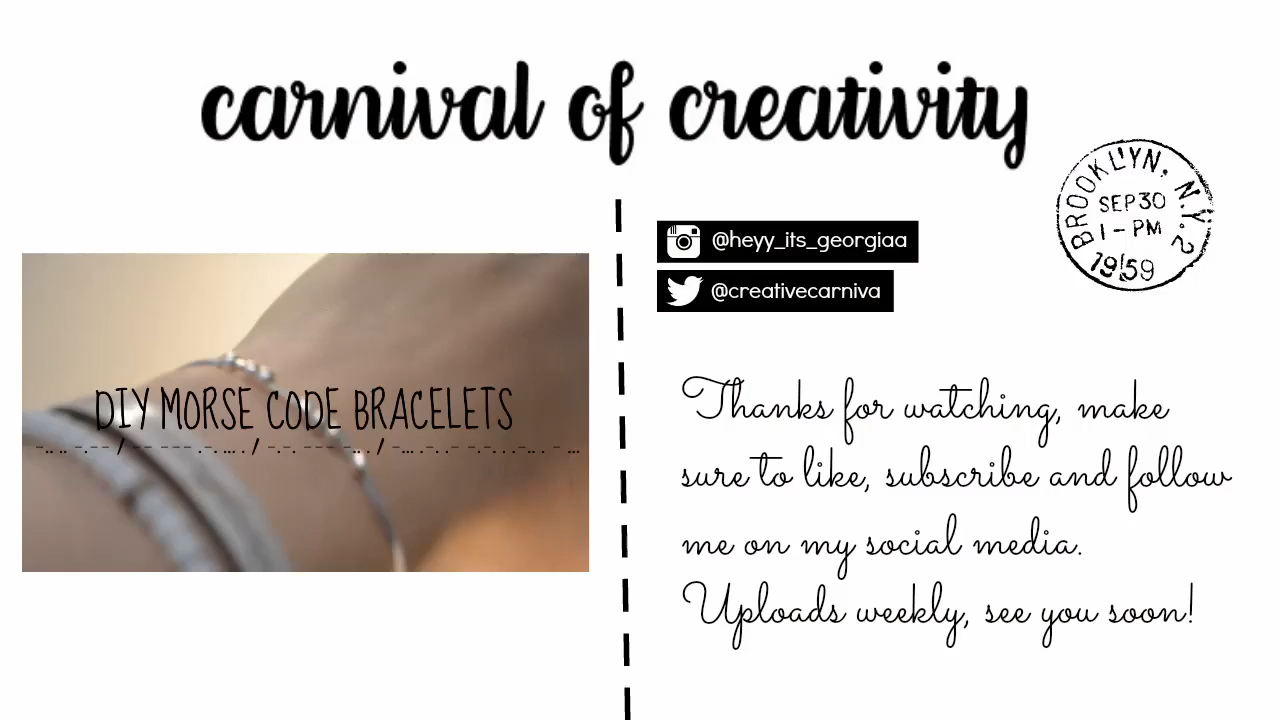 carnival of creativity
BROOKLYN, N.Y.2
SEP 30
1 - PM
1959
@heyy_its_georgiaa
@creativecarniva
DIY MORSE CODE BRACELETS
Thanks for watching, make
sure to like, subscribe and follow
me on my social media.
Uploads weekly, see you soon!